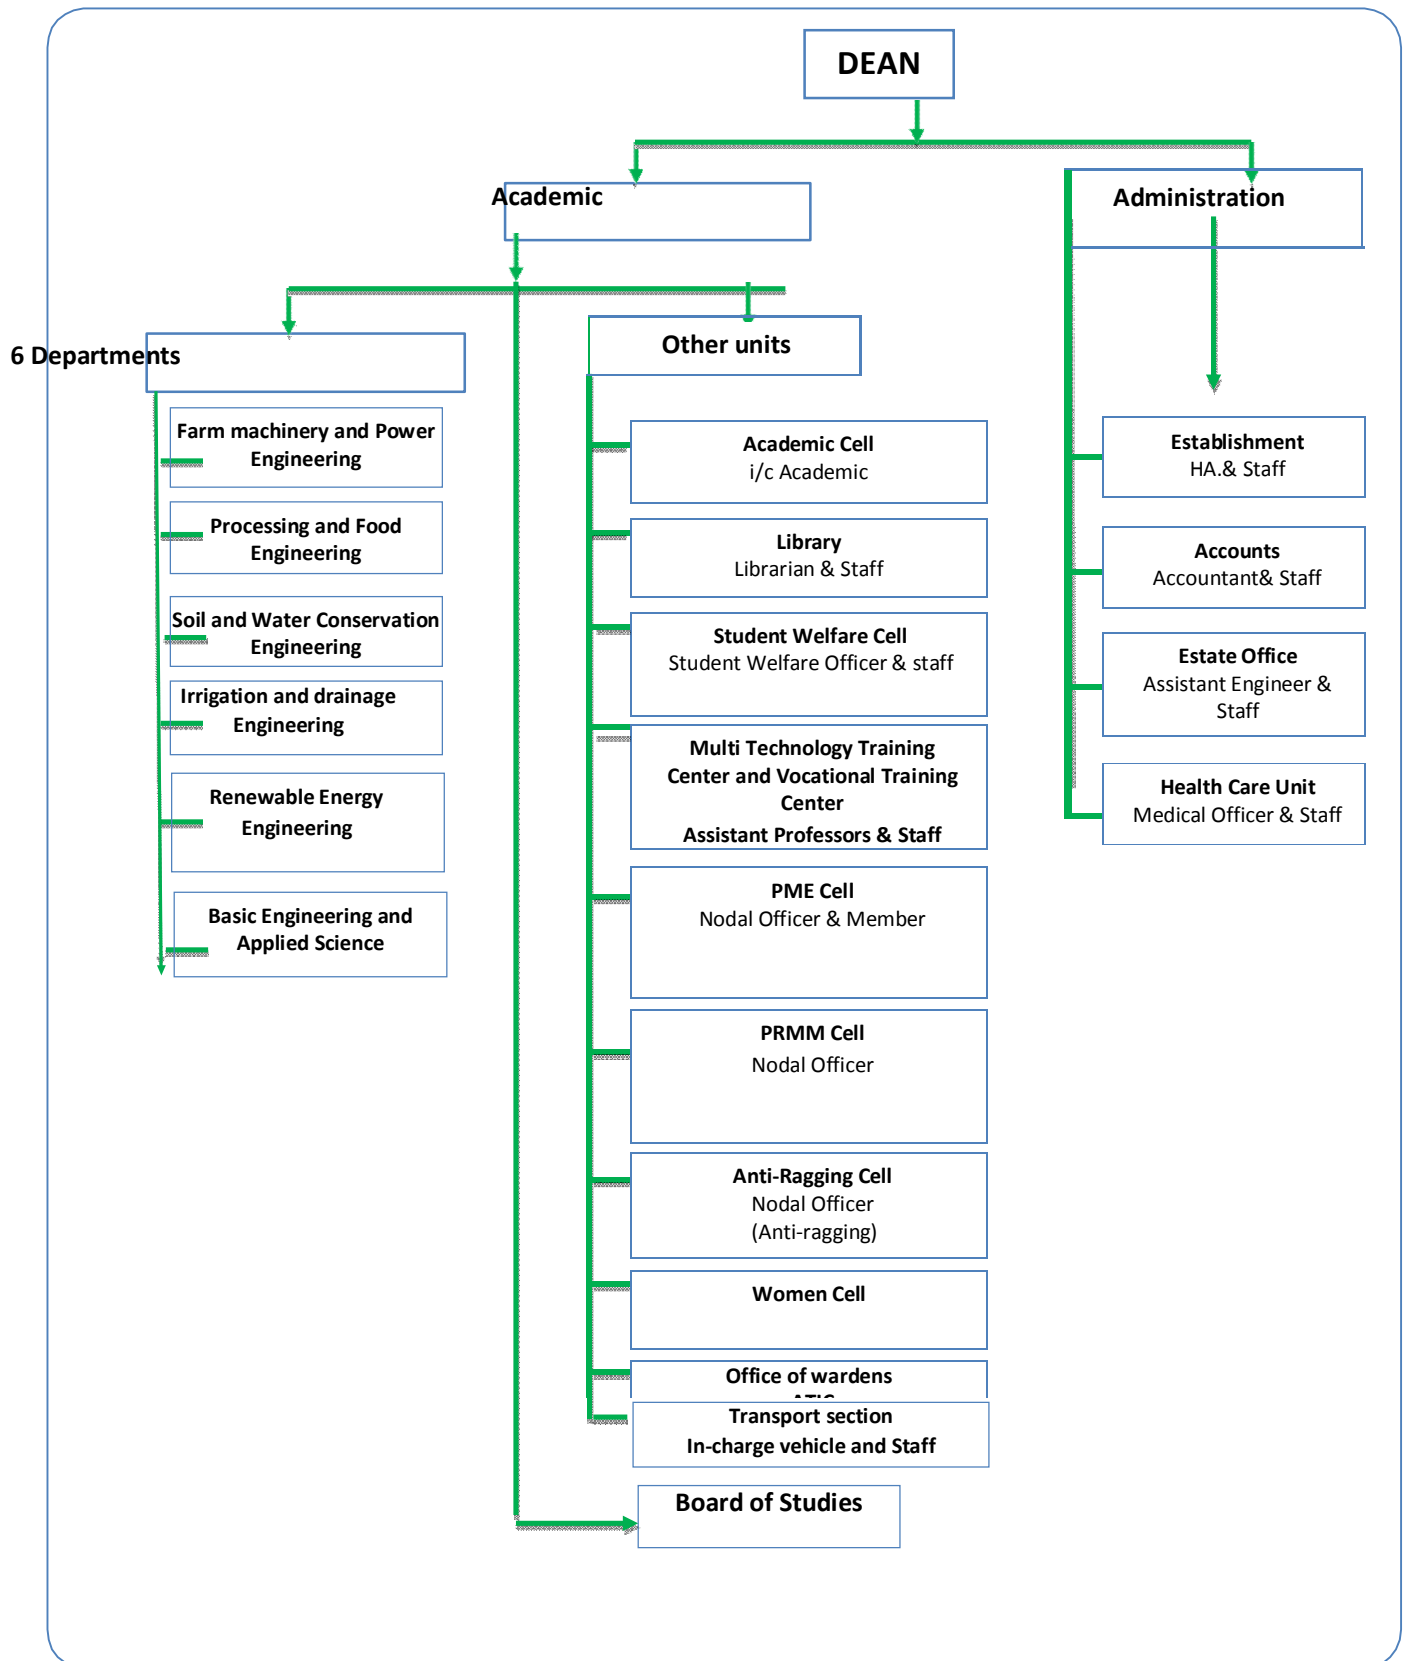 DEAN
Academic
Administration
6 Departments
Farm machinery and Power
Engineering
Processing and Food
Engineering
Soil and Water Conservation
Engineering
Irrigation and drainage
Engineering
Renewable Energy
Engineering
Basic Engineering and
Applied Science
Other units
Academic Cell
i/c Academic
Library
Librarian & Staff
Student Welfare Cell
Student Welfare Officer & staff
Multi Technology Training
Center and Vocational Training
Center
Assistant Professors & Staff
PME Cell
Nodal Officer & Member
PRMM Cell
Nodal Officer
Anti-Ragging Cell
Nodal Officer
(Anti-ragging)
Women Cell
Office of wardens
Transport section
In-charge vehicle and Staff
Board of Studies
Establishment
HA.& Staff
Accounts
Accountant& Staff
Estate Office
Assistant Engineer &
Staff
Health Care Unit
Medical Officer & Staff